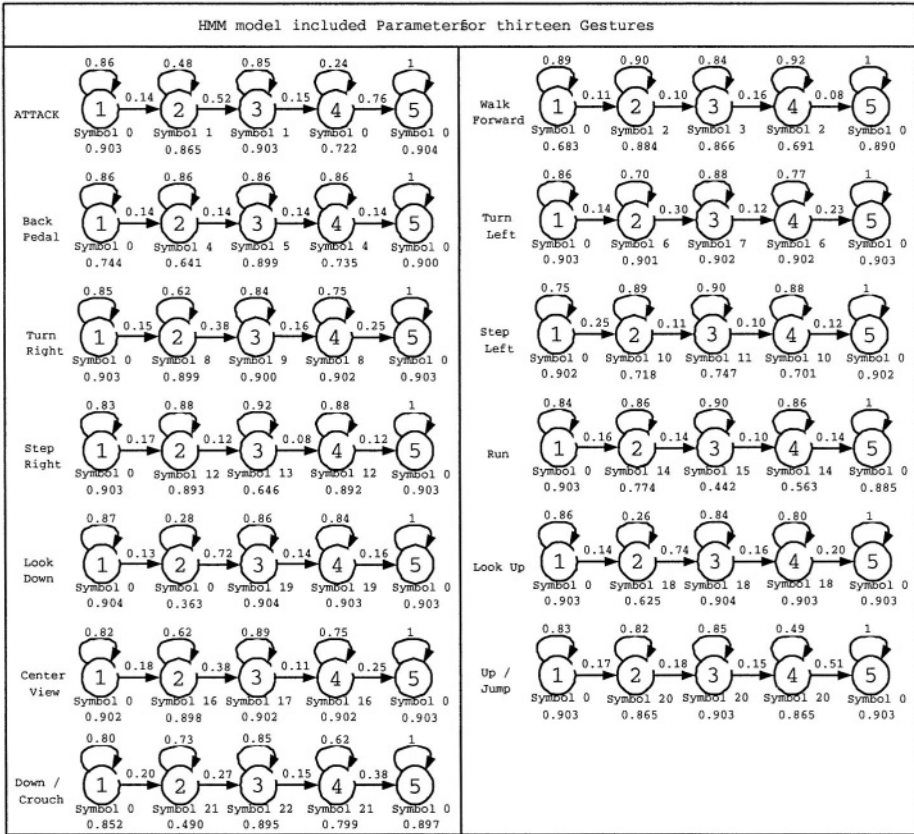 HMM model included Parametersfor thirteen Gestures
0.86 0.48 0.85 0.24 1
ATTACK 1 0.14 2 0.52 3 0.15 4 0.76 5
Symbol 0 Symbol 1 Symbol 1 Symbol 0 Symbol 0
0.903 0.865 0.903 0.722 0.904
0.86 0.86 0.86 0.86 1
Back Pedal 1 0.14 2 0.14 3 0.14 4 0.14 5
Symbol 0 Symbol 4 Symbol 5 Symbol 4 Symbol 0
0.744 0.641 0.899 0.735 0.900
0.85 0.62 0.84 0.75 1
Turn Right 1 0.15 2 0.38 3 0.16 4 0.25 5
Symbol 0 Symbol 8 Symbol 9 Symbol 8 Symbol 0
0.903 0.899 0.900 0.902 0.903
0.83 0.88 0.92 0.88 1
Step Right 1 0.17 2 0.12 3 0.08 4 0.12 5
Symbol 0 Symbol 12 Symbol 13 Symbol 12 Symbol 0
0.903 0.893 0.646 0.892 0.903
0.87 0.28 0.86 0.84 1
Look Down 1 0.13 2 0.72 3 0.14 4 0.16 5
Symbol 0 Symbol 0 Symbol 19 Symbol 19 Symbol 0
0.904 0.363 0.904 0.903 0.903
0.82 0.62 0.89 0.75 1
Center View 1 0.18 2 0.38 3 0.11 4 0.25 5
Symbol 0 Symbol 16 Symbol 17 Symbol 16 Symbol 0
0.902 0.898 0.902 0.902 0.903
0.80 0.73 0.85 0.62 1
Down / Crouch 1 0.20 2 0.27 3 0.15 4 0.38 5
Symbol 0 Symbol 21 Symbol 22 Symbol 21 Symbol 0
0.852 0.490 0.895 0.799 0.897
0.89 0.90 0.84 0.92 1
Walk Forward 1 0.11 2 0.10 3 0.16 4 0.08 5
Symbol 0 Symbol 2 Symbol 3 Symbol 2 Symbol 0
0.683 0.884 0.866 0.691 0.890
0.86 0.70 0.88 0.77 1
Turn Left 1 0.14 2 0.30 3 0.12 4 0.23 5
Symbol 0 Symbol 6 Symbol 7 Symbol 6 Symbol 0
0.903 0.901 0.902 0.902 0.903
0.75 0.89 0.90 0.88 1
Step Left 1 0.25 2 0.11 3 0.10 4 0.12 5
Symbol 0 Symbol 10 Symbol 11 Symbol 10 Symbol 0
0.902 0.718 0.747 0.701 0.902
0.84 0.86 0.90 0.86 1
Run 1 0.16 2 0.14 3 0.10 4 0.14 5
Symbol 0 Symbol 14 Symbol 15 Symbol 14 Symbol 0
0.903 0.774 0.442 0.563 0.885
0.86 0.26 0.84 0.80 1
Look Up 1 0.14 2 0.74 3 0.16 4 0.20 5
Symbol 0 Symbol 18 Symbol 18 Symbol 18 Symbol 0
0.903 0.625 0.904 0.903 0.903
0.83 0.82 0.85 0.49 1
Up / Jump 1 0.17 2 0.18 3 0.15 4 0.51 5
Symbol 0 Symbol 20 Symbol 20 Symbol 20 Symbol 0
0.903 0.865 0.903 0.865 0.903